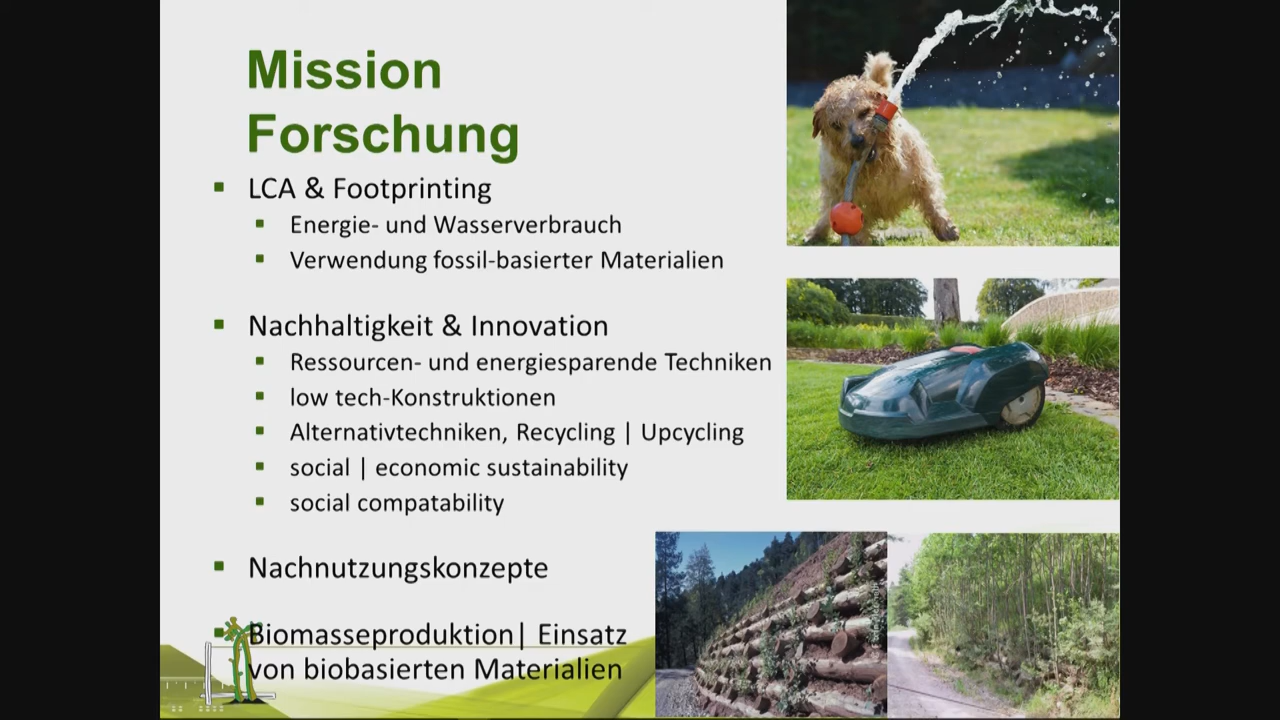 Mission
Forschung
LCA & Footprinting
Energie- und Wasserverbrauch
Verwendung fossil-basierter Materialien
Nachhaltigkeit & Innovation
Ressourcen- und energiesparende Techniken
low tech-Konstruktionen
Alternativtechniken, Recycling | Upcycling
social | economic sustainability
social compatability
Nachnutzungskonzepte
Biomasseproduktion| Einsatz
von biobasierten Materialien